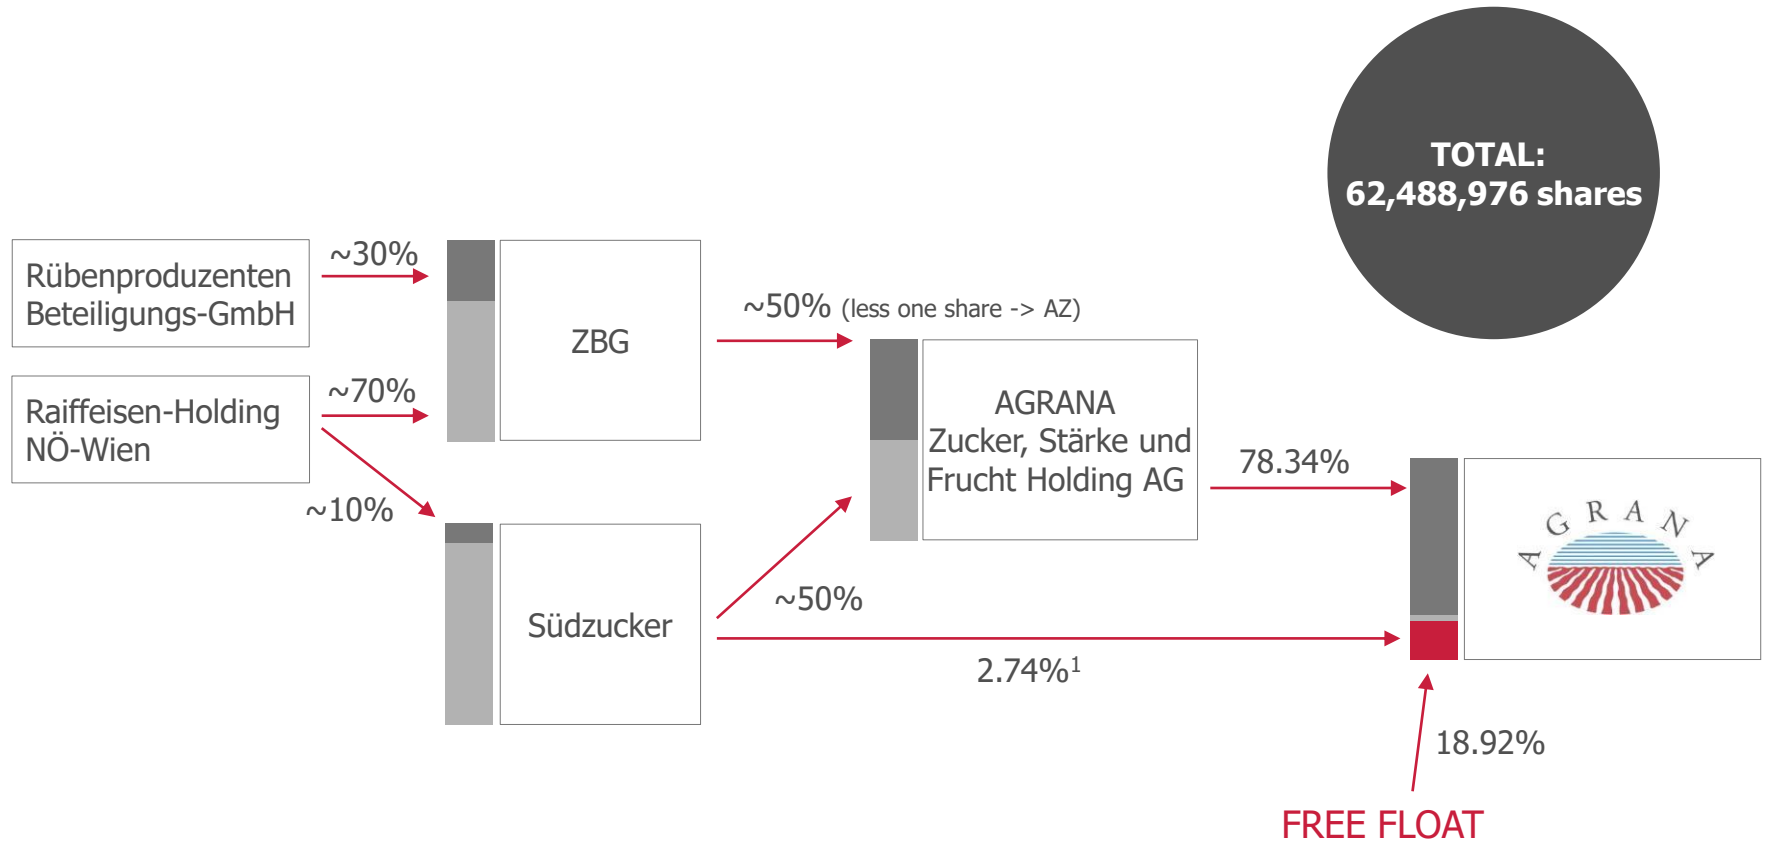 TOTAL:
62,488,976 shares
Rübenproduzenten
Beteiligungs-GmbH
~30%
Raiffeisen-Holding
NÖ-Wien
~70%
~10%
ZBG
~50% (less one share -> AZ)
Südzucker
~50%
AGRANA
Zucker, Stärke und
Frucht Holding AG
78.34%
2.74%¹
AGRANA
18.92%
FREE FLOAT